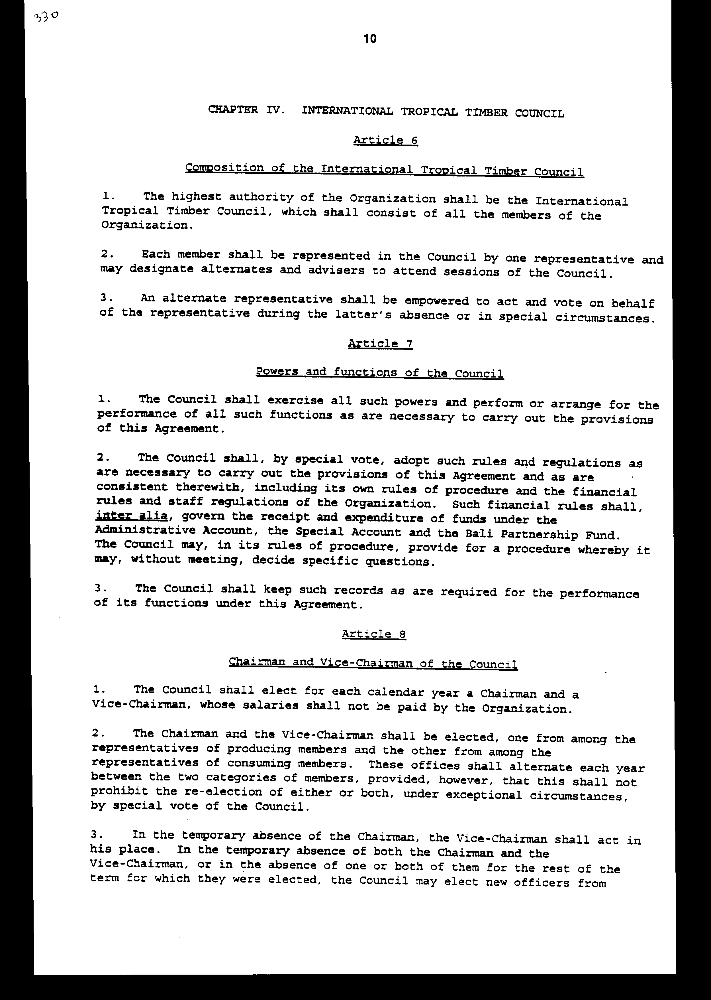 330
10
CHAPTER IV. INTERNATIONAL TROPICAL TIMBER COUNCIL
Article 6
Composition of the International Tropical Timber Council
1. The highest authority of the Organization shall be the International
Tropical Timber Council, which shall consist of all the members of the
Organization.
2. Each member shall be represented in the Council by one representative and
may designate alternates and advisers to attend sessions of the Council.
3. An alternate representative shall be empowered to act and vote on behalf
of the representative during the latter's absence or in special circumstances.
Article 7
Powers and functions of the Council
1. The Council shall exercise all such powers and perform or arrange for the
performance of all such functions as are necessary to carry out the provisions
of this Agreement.
2. The Council shall, by special vote, adopt such rules and regulations as
are necessary to carry out the provisions of this Agreement and as are
consistent therewith, including its own rules of procedure and the financial
rules and staff regulations of the Organization. Such financial rules shall,
inter alia, govern the receipt and expenditure of funds under the
Administrative Account, the Special Account and the Bali Partnership Fund.
The Council may, in its rules of procedure, provide for a procedure whereby it
may, without meeting, decide specific questions.
3. The Council shall keep such records as are required for the performance
of its functions under this Agreement.
Article 8
Chairman and Vice-Chairman of the Council
1. The Council shall elect for each calendar year a Chairman and a
Vice-Chairman, whose salaries shall not be paid by the Organization.
2. The Chairman and the Vice-Chairman shall be elected, one from among the
representatives of producing members and the other from among the
representatives of consuming members. These offices shall alternate each year
between the two categories of members, provided, however, that this shall not
prohibit the re-election of either or both, under exceptional circumstances,
by special vote of the Council.
3. In the temporary absence of the Chairman, the Vice-Chairman shall act in
his place. In the temporary absence of both the Chairman and the
Vice-Chairman, or in the absence of one or both of them for the rest of the
term for which they were elected, the Council may elect new officers from